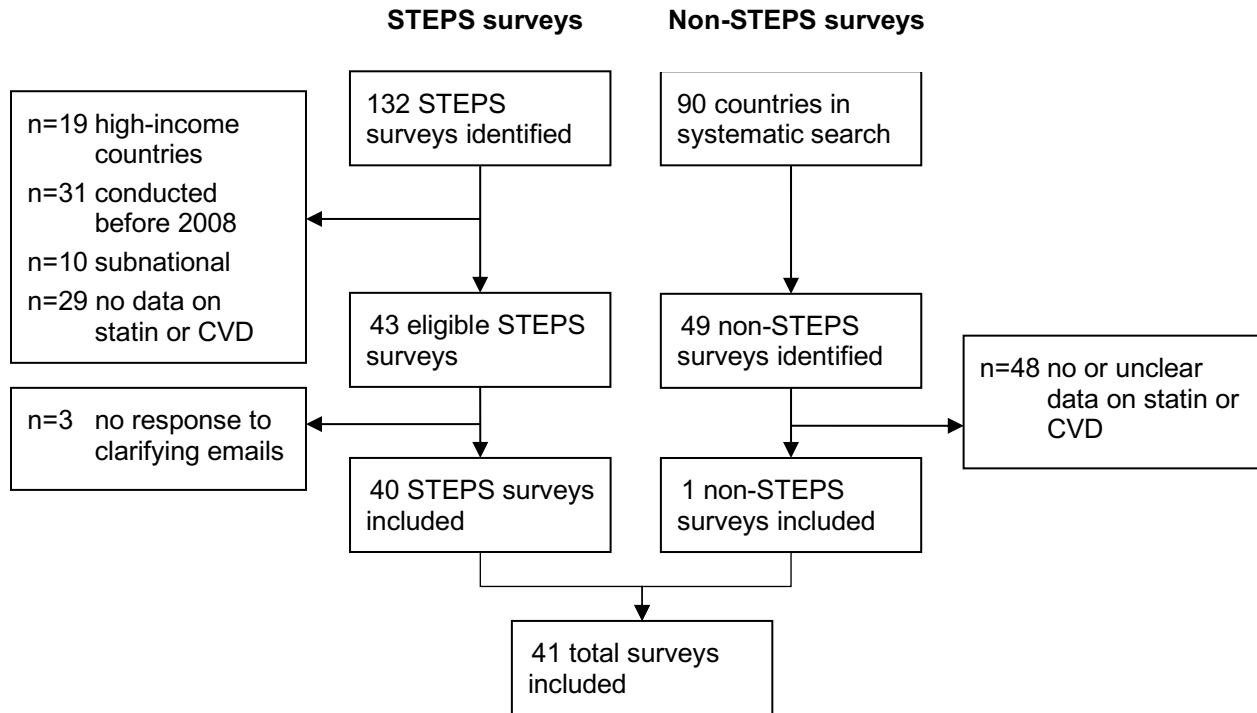 STEPS surveys
Non-STEPS surveys
132 STEPS
surveys identified
90 countries in
systematic search
n=19 high-income
countries
n=31 conducted
before 2008
n=10 subnational
n=29 no data on
statin or CVD
43 eligible STEPS
surveys
49 non-STEPS
surveys identified
n=48 no or unclear
data on statin or
CVD
n=3 no response to
clarifying emails
40 STEPS surveys
included
1 non-STEPS
surveys included
41 total surveys
included